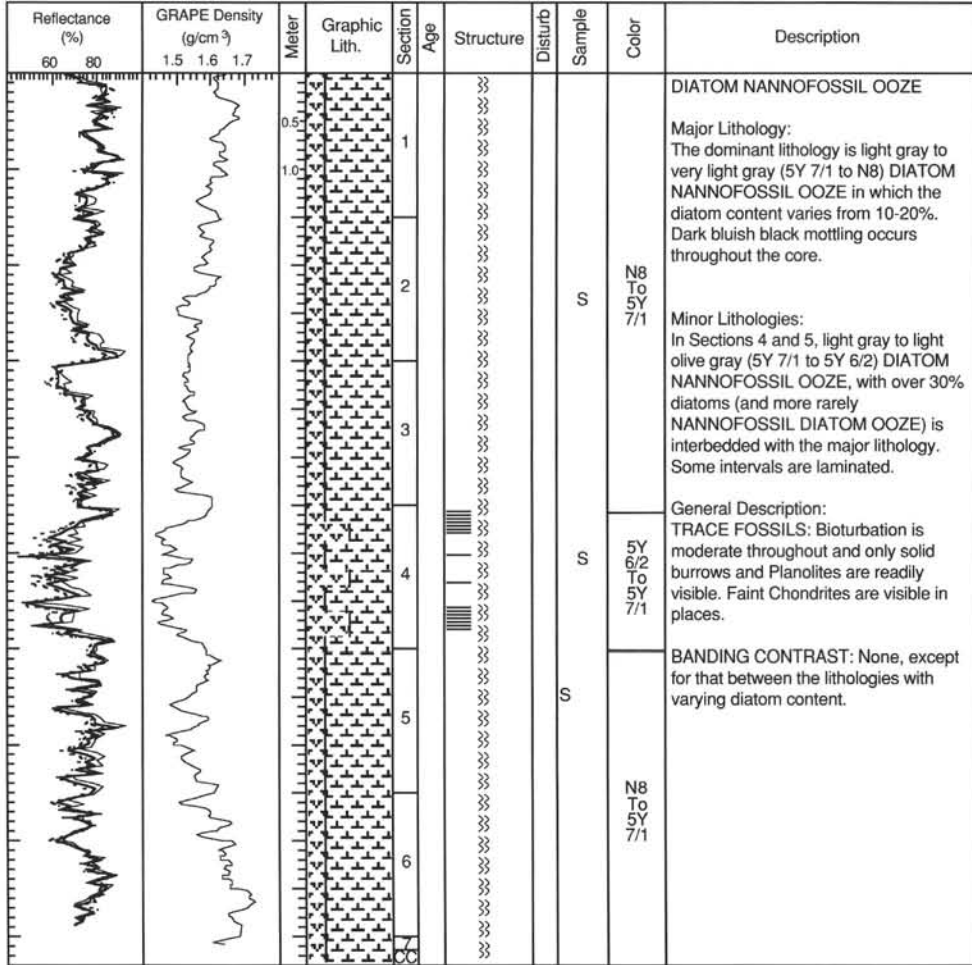 Reflectance
(%)
60 80
GRAPE Density
(g/cm³)
1.5 1.6 1.7
Meter
Graphic
Lith.
Section
Age
Structure
Disturb
Sample
Color
Description
0.5
1.0
1
2
3
4
5
6
7
CC
S
S
S
N8
To
5Y
7/1
5Y
6/2
To
5Y
7/1
N8
To
5Y
7/1
DIATOM NANNOFOSSIL OOZE
Major Lithology:
The dominant lithology is light gray to
very light gray (5Y 7/1 to N8) DIATOM
NANNOFOSSIL OOZE in which the
diatom content varies from 10-20%.
Dark bluish black mottling occurs
throughout the core.
Minor Lithologies:
In Sections 4 and 5, light gray to light
olive gray (5Y 7/1 to 5Y 6/2) DIATOM
NANNOFOSSIL OOZE, with over 30%
diatoms (and more rarely
NANNOFOSSIL DIATOM OOZE) is
interbedded with the major lithology.
Some intervals are laminated.
General Description:
TRACE FOSSILS: Bioturbation is
moderate throughout and only solid
burrows and Planolites are readily
visible. Faint Chondrites are visible in
places.
BANDING CONTRAST: None, except
for that between the lithologies with
varying diatom content.